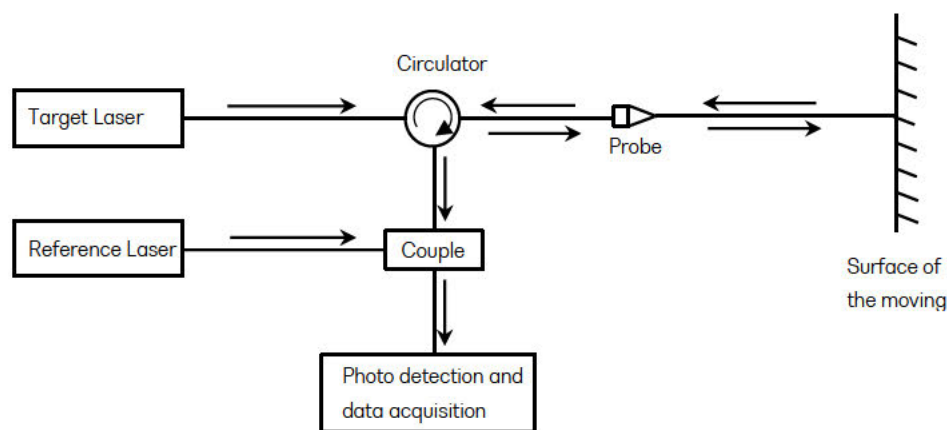 Circulator
Target Laser
Probe
Reference Laser
Couple
Surface of
the moving
Photo detection and
data acquisition